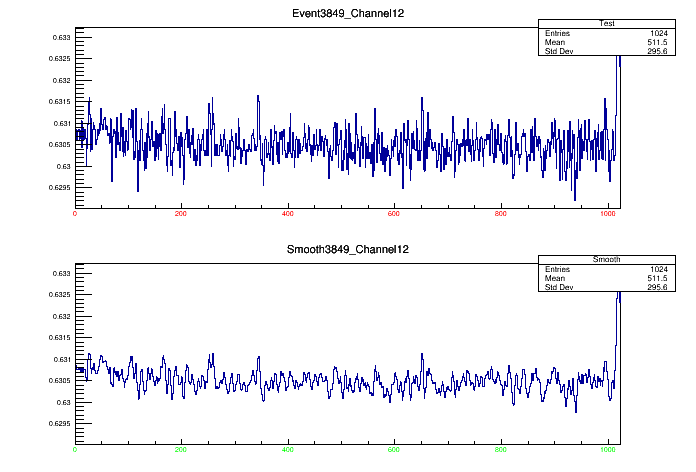 Event3849_Channel12
Test
Entries 1024
Mean 511.5
Std Dev 295.6
0.633
0.6325
0.632
0.6315
0.631
0.6305
0.63
0.6295
0 200 400 600 800 1000
Smooth3849_Channel12
Smooth
Entries 1024
Mean 511.5
Std Dev 295.6
0.633
0.6325
0.632
0.6315
0.631
0.6305
0.63
0.6295
0 200 400 600 800 1000